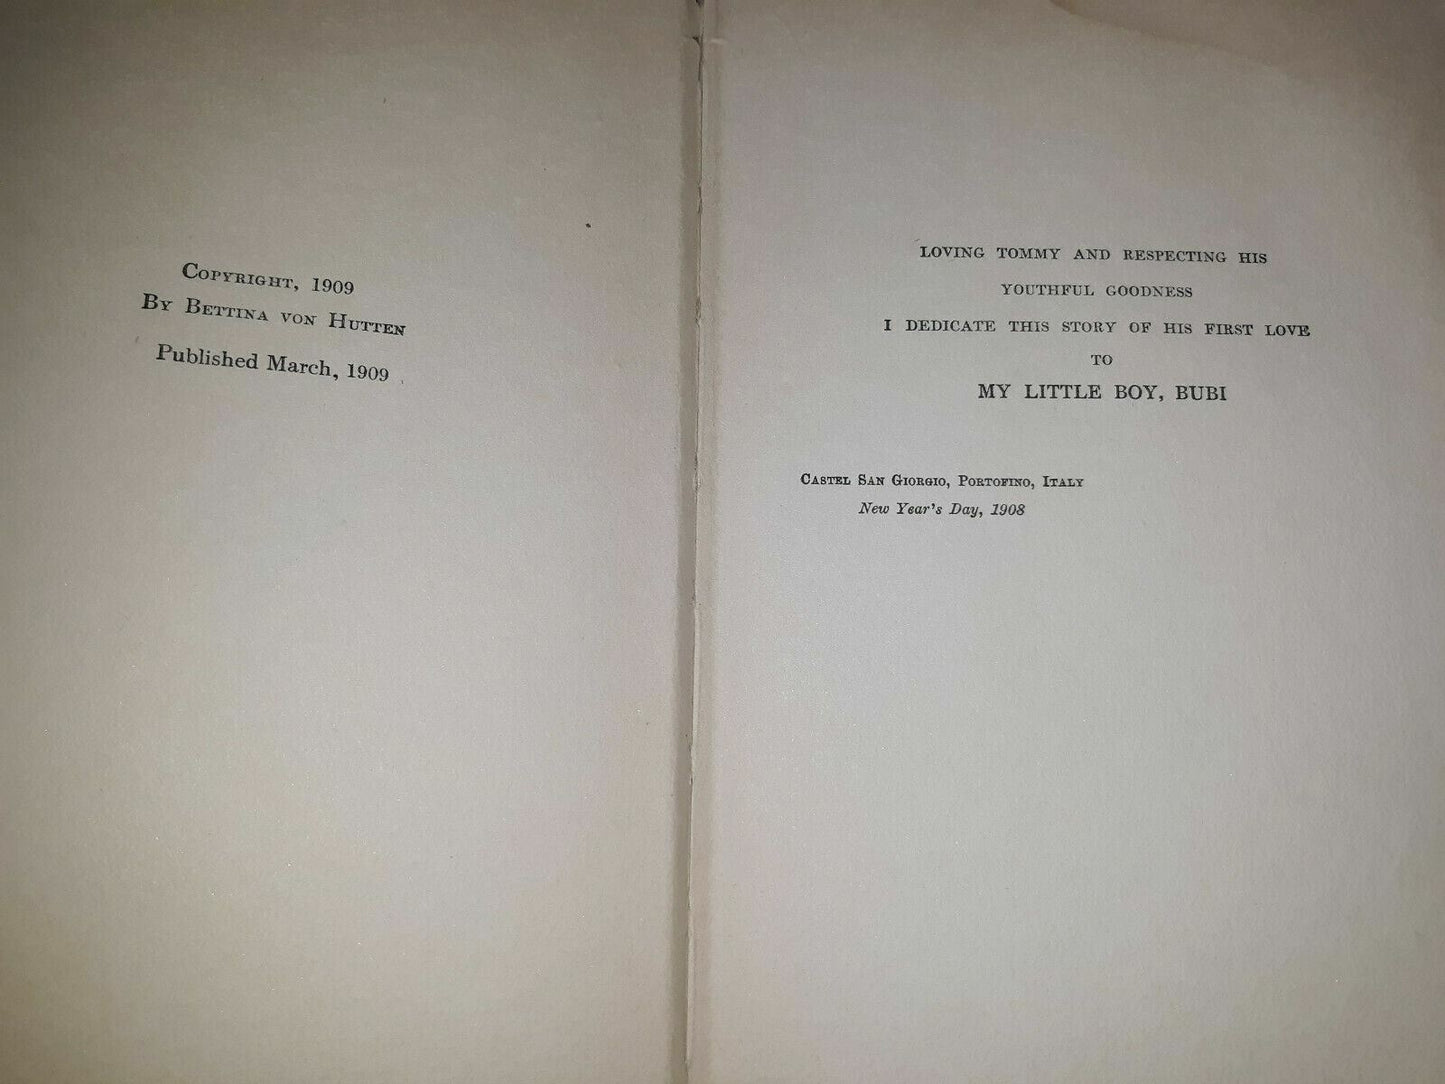 Copyright, 1909
By Bettina von Hutten
Published March, 1909
LOVING TOMMY AND RESPECTING HIS
YOUTHFUL GOODNESS
I DEDICATE THIS STORY OF HIS FIRST LOVE
TO
MY LITTLE BOY, BUBI
Castel San Giorgio, Portofino, Italy
New Year's Day, 1908